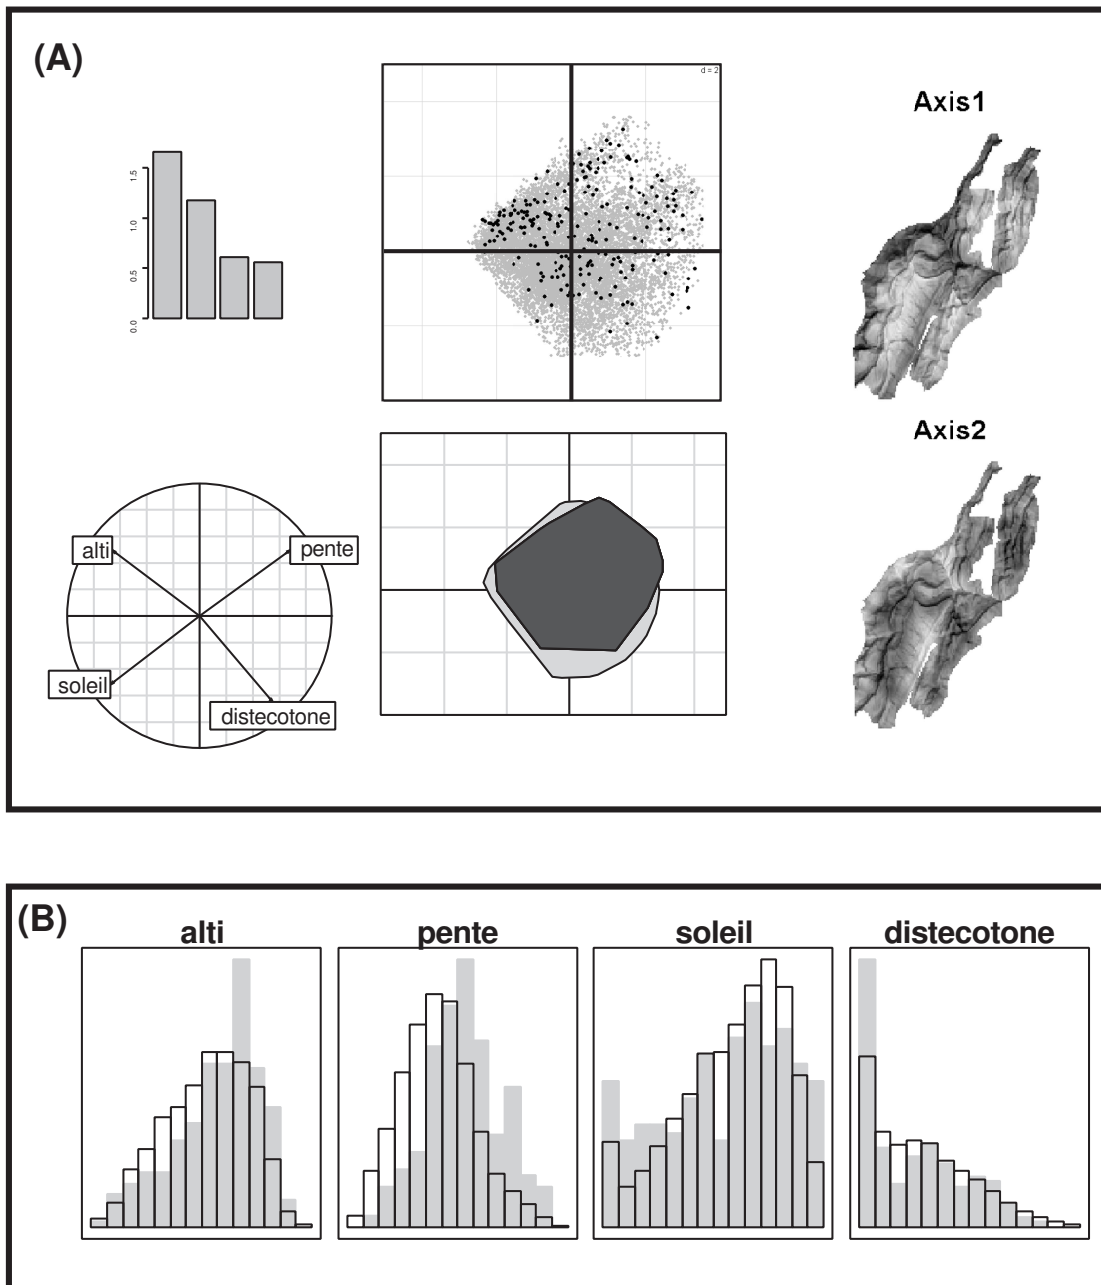 (A)
d = 2
Axis1
1.5
1.0
0.5
0.0
Axis2
alti
pente
soleil
distecotone
(B)
alti
pente
soleil
distecotone